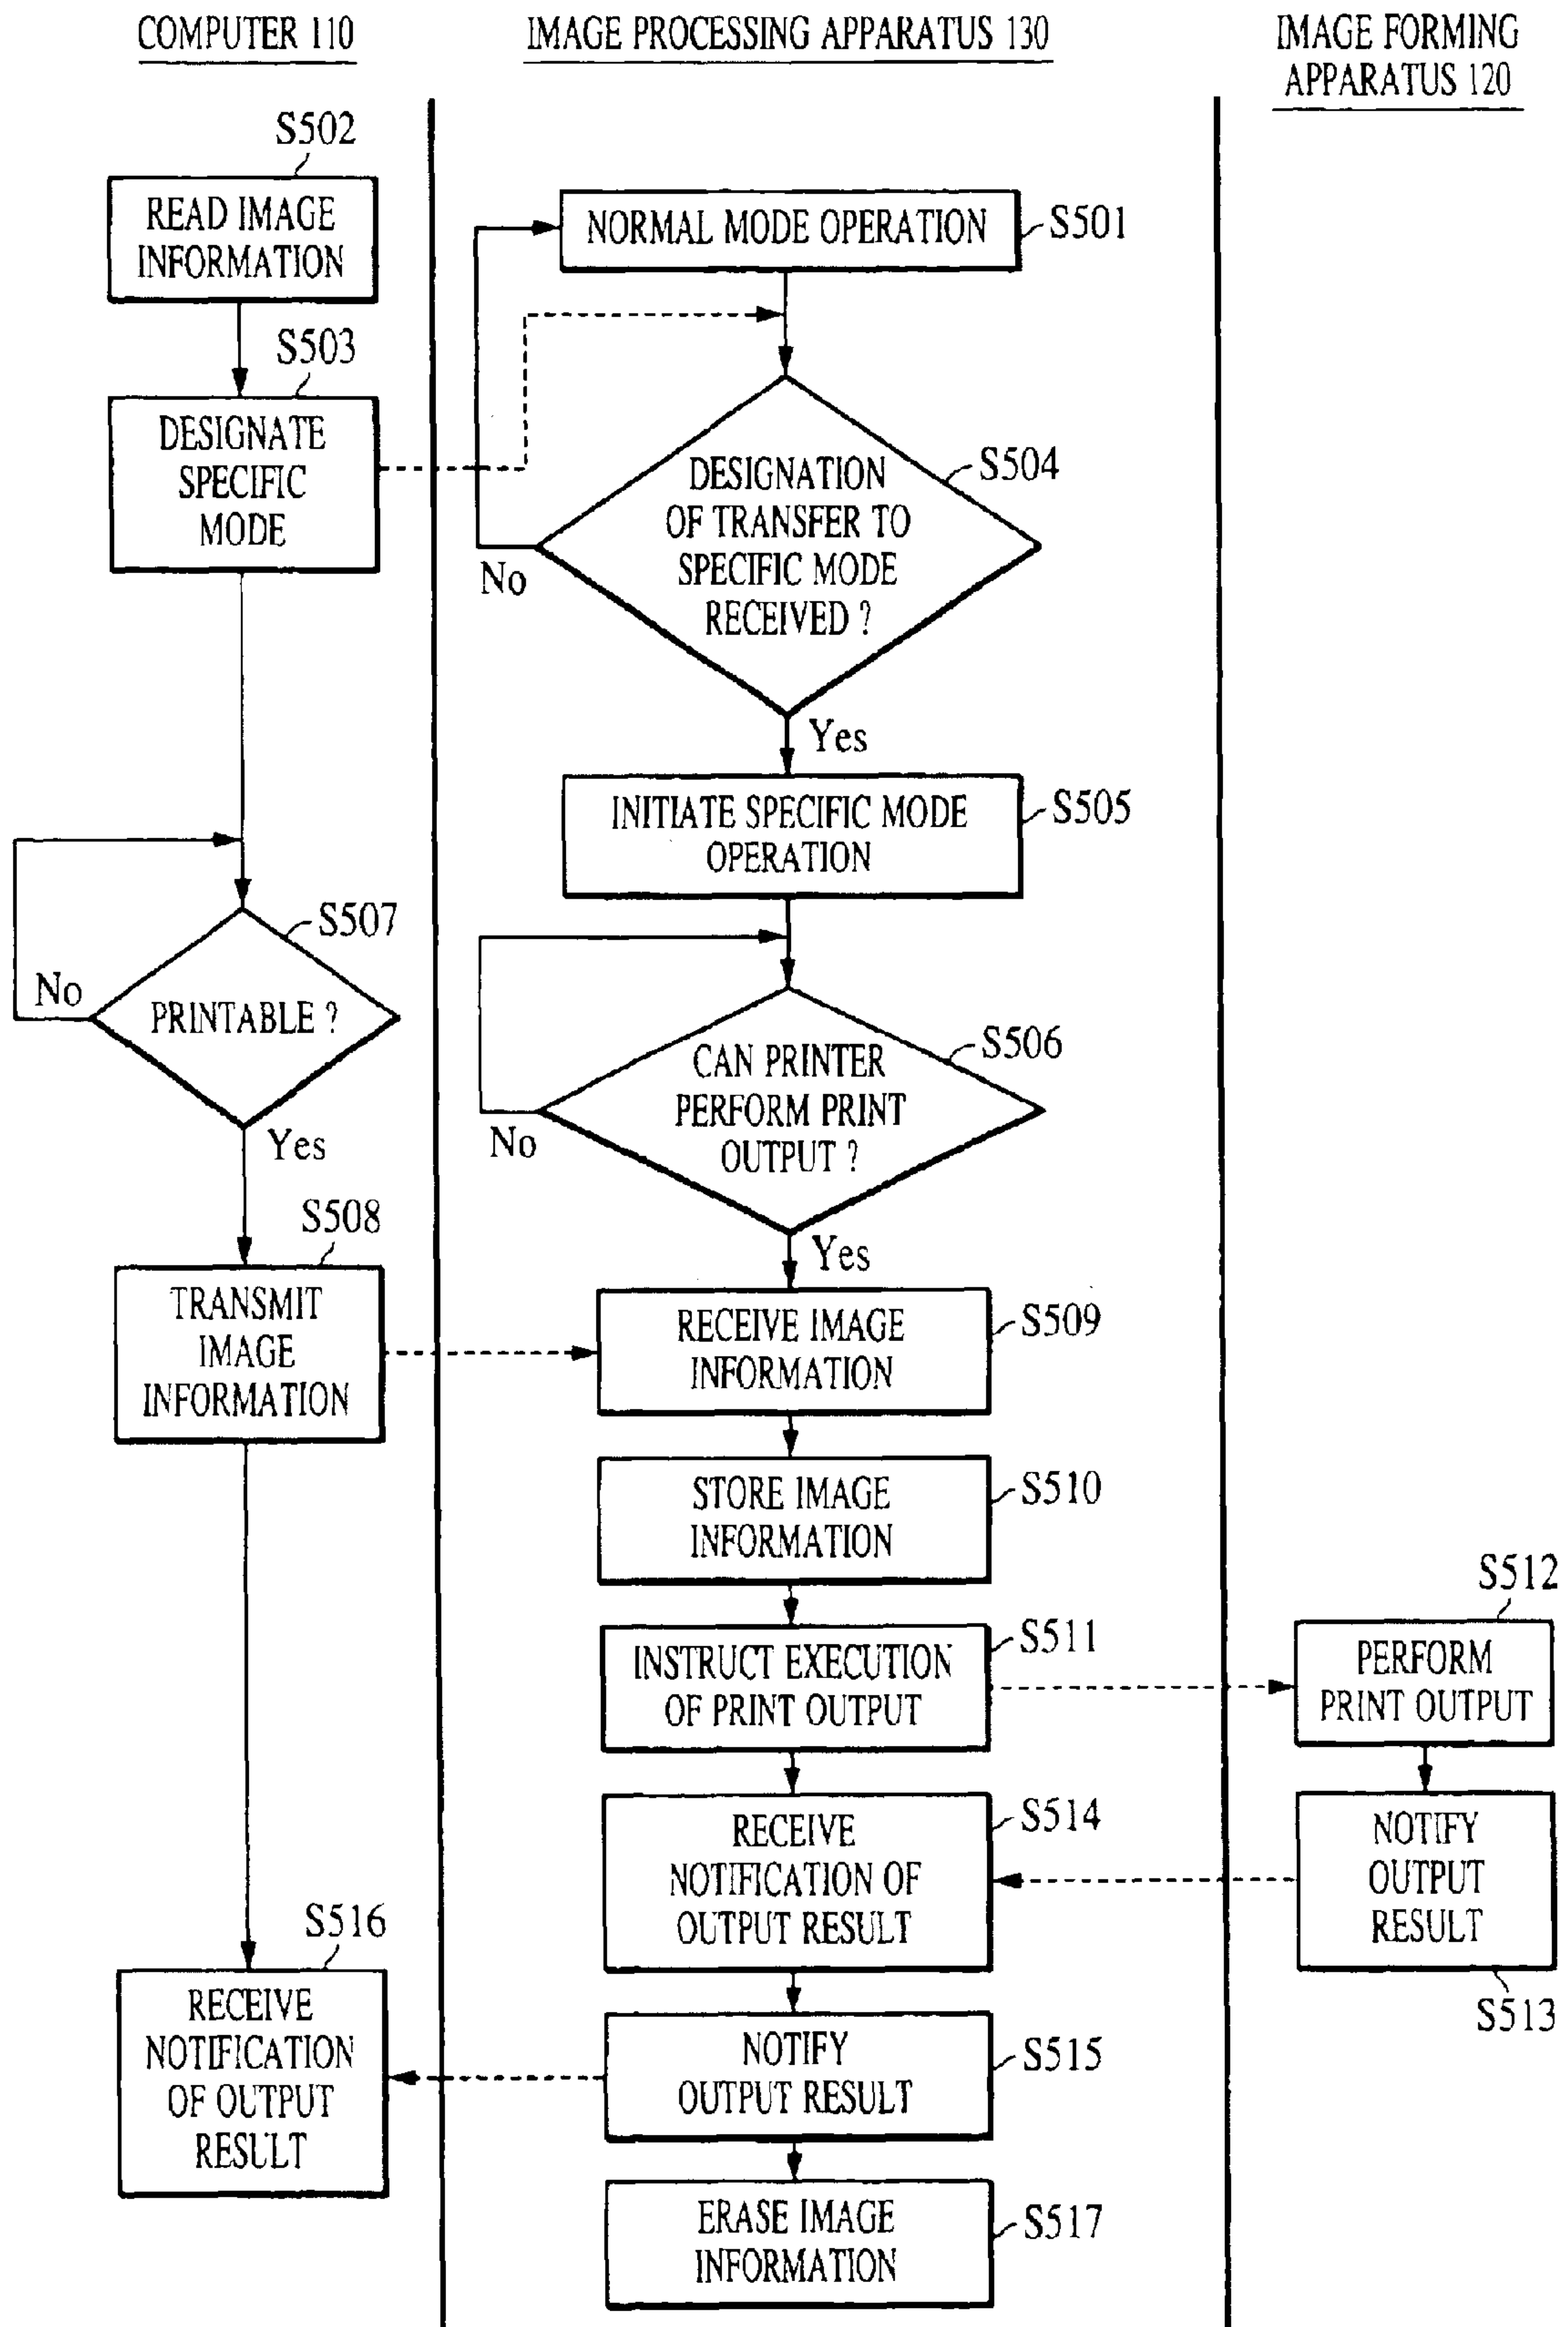 COMPUTER 110
IMAGE PROCESSING APPARATUS 130
IMAGE FORMING
APPARATUS 120
S502
READ IMAGE
INFORMATION
NORMAL MODE OPERATION
S501
S503
DESIGNATE
SPECIFIC
MODE
S504
DESIGNATION
OF TRANSFER TO
SPECIFIC MODE
RECEIVED ?
No
Yes
INITIATE SPECIFIC MODE
OPERATION
S505
S507
PRINTABLE ?
No
Yes
S506
CAN PRINTER
PERFORM PRINT
OUTPUT ?
No
Yes
S508
TRANSMIT
IMAGE
INFORMATION
RECEIVE IMAGE
INFORMATION
S509
STORE IMAGE
INFORMATION
S510
INSTRUCT EXECUTION
OF PRINT OUTPUT
S511
S512
PERFORM
PRINT OUTPUT
RECEIVE
NOTIFICATION OF
OUTPUT RESULT
S514
NOTIFY
OUTPUT
RESULT
S513
S516
RECEIVE
NOTIFICATION
OF OUTPUT
RESULT
NOTIFY
OUTPUT RESULT
S515
ERASE IMAGE
INFORMATION
S517